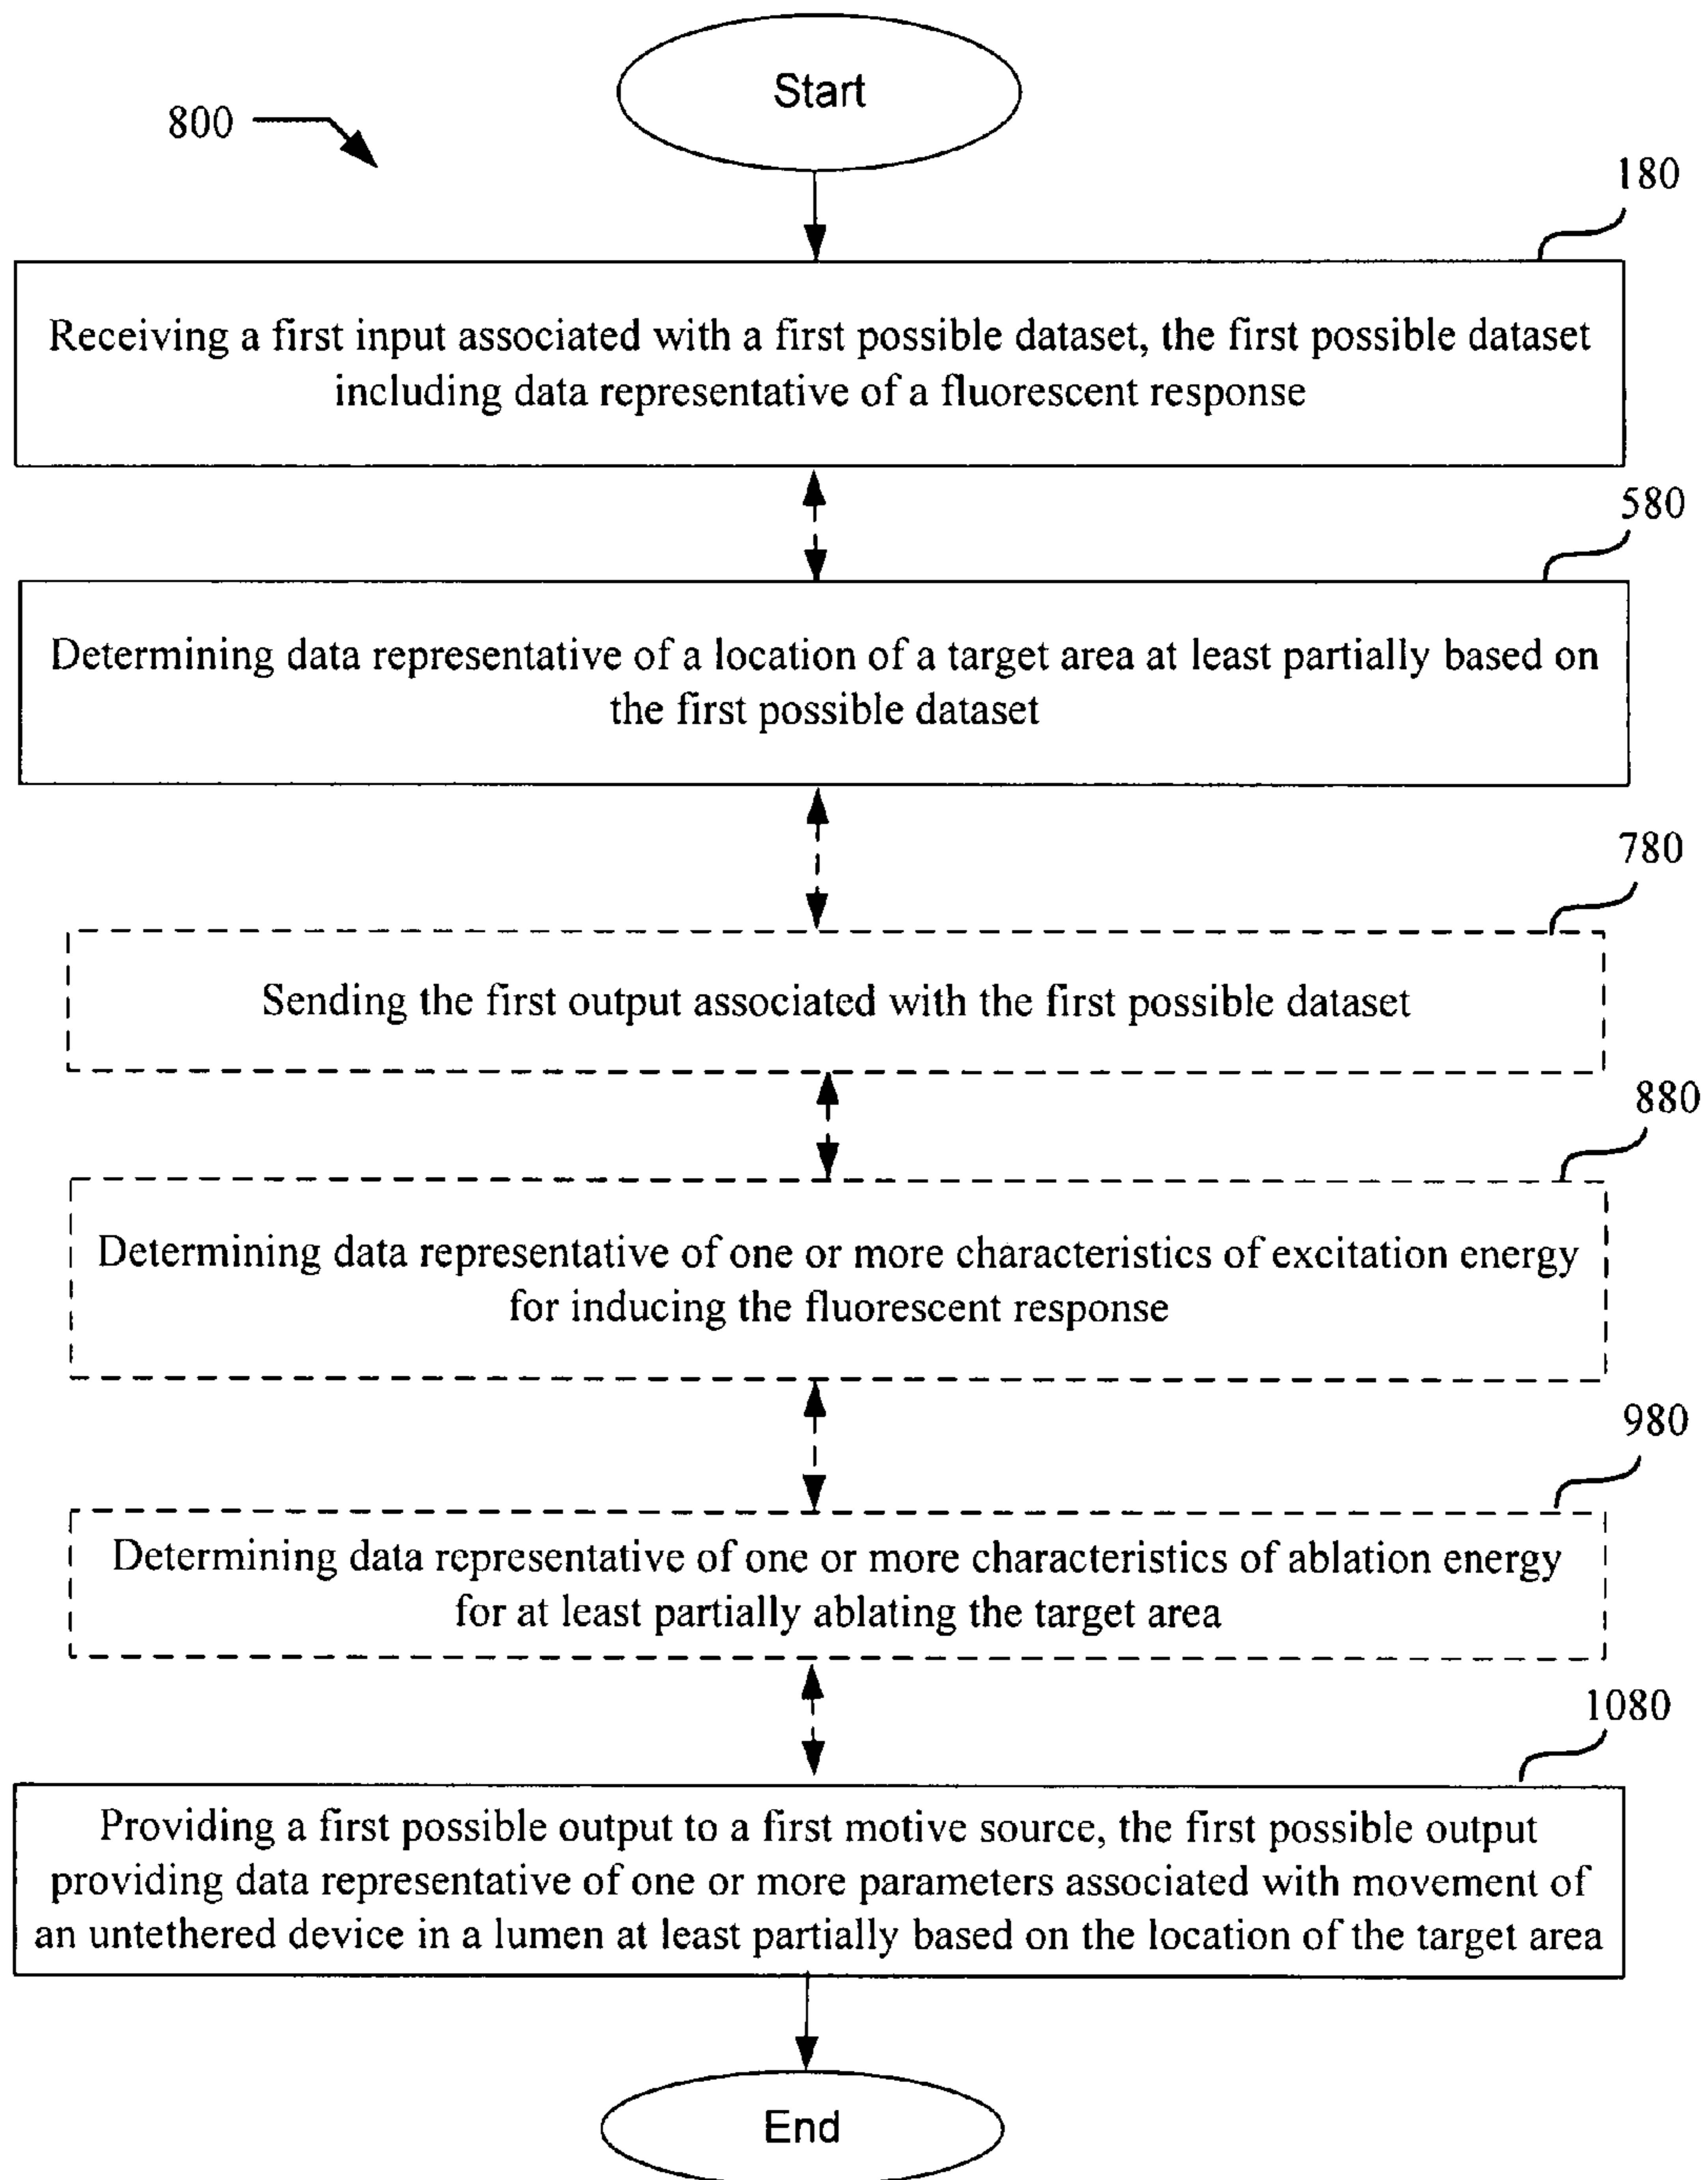 Start
800
180
Receiving a first input associated with a first possible dataset, the first possible dataset
including data representative of a fluorescent response
580
Determining data representative of a location of a target area at least partially based on
the first possible dataset
780
Sending the first output associated with the first possible dataset
880
Determining data representative of one or more characteristics of excitation energy
for inducing the fluorescent response
980
Determining data representative of one or more characteristics of ablation energy
for at least partially ablating the target area
1080
Providing a first possible output to a first motive source, the first possible output
providing data representative of one or more parameters associated with movement of
an untethered device in a lumen at least partially based on the location of the target area
End